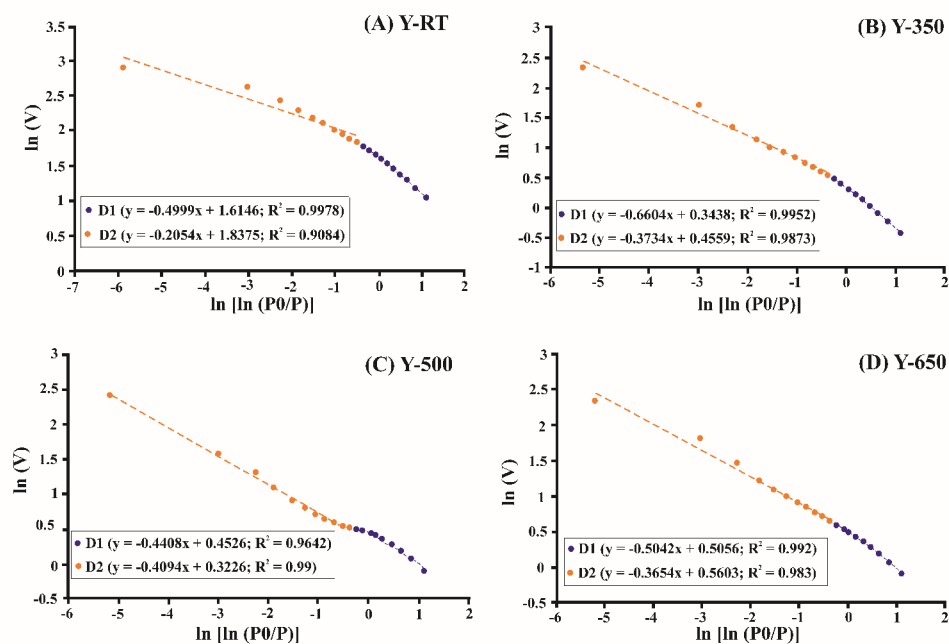 (A) Y-RT
3.5
3
2.5
2
1.5
1
0.5
0
ln (V)
D1 (y = -0.4999x + 1.6146; R² = 0.9978)
D2 (y = -0.2054x + 1.8375; R² = 0.9084)
-7 -6 -5 -4 -3 -2 -1 0 1 2
ln [ln (P0/P)]
(B) Y-350
3
2.5
2
1.5
1
0.5
0
-0.5
-1
ln (V)
D1 (y = -0.6604x + 0.3438; R² = 0.9952)
D2 (y = -0.3734x + 0.4559; R² = 0.9873)
-6 -5 -4 -3 -2 -1 0 1 2
ln [ln (P0/P)]
(C) Y-500
3
2.5
2
1.5
1
0.5
0
-0.5
ln (V)
D1 (y = -0.4408x + 0.4526; R² = 0.9642)
D2 (y = -0.4094x + 0.3226; R² = 0.99)
-6 -5 -4 -3 -2 -1 0 1 2
ln [ln (P0/P)]
(D) Y-650
3
2.5
2
1.5
1
0.5
0
-0.5
ln (V)
D1 (y = -0.5042x + 0.5056; R² = 0.992)
D2 (y = -0.3654x + 0.5603; R² = 0.983)
-6 -5 -4 -3 -2 -1 0 1 2
ln [ln (P0/P)]